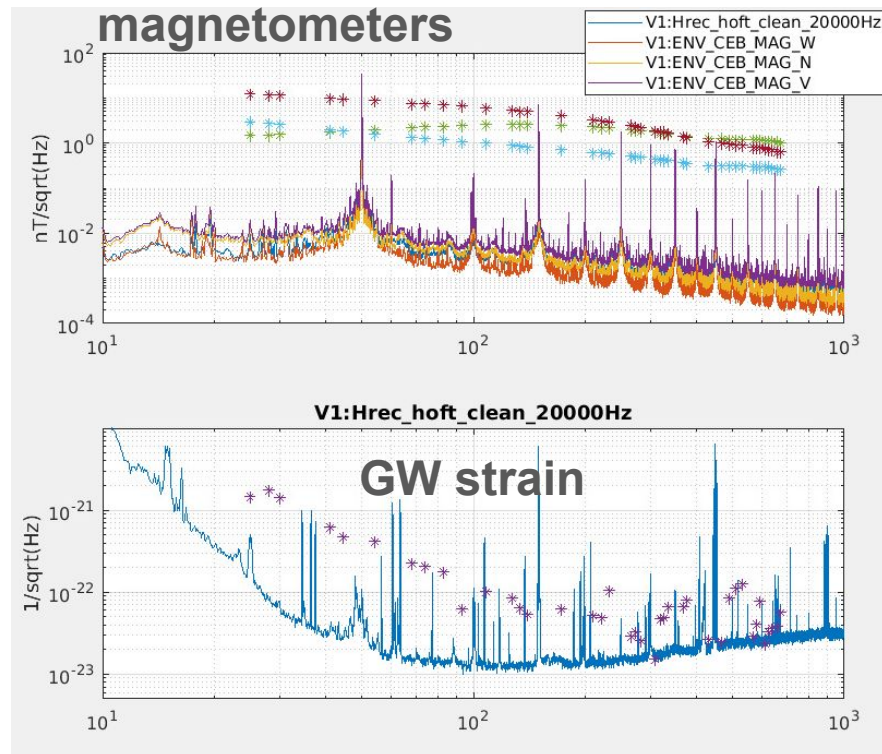 magnetometers
V1:Hrec_hoft_clean_20000Hz
V1:ENV_CEB_MAG_W
V1:ENV_CEB_MAG_N
V1:ENV_CEB_MAG_V
nT/sqrt(Hz)
10^2
10^0
10^-2
10^-4
10^1 10^2 10^3
V1:Hrec_hoft_clean_20000Hz
GW strain
1/sqrt(Hz)
10^-21
10^-22
10^-23
10^1 10^2 10^3